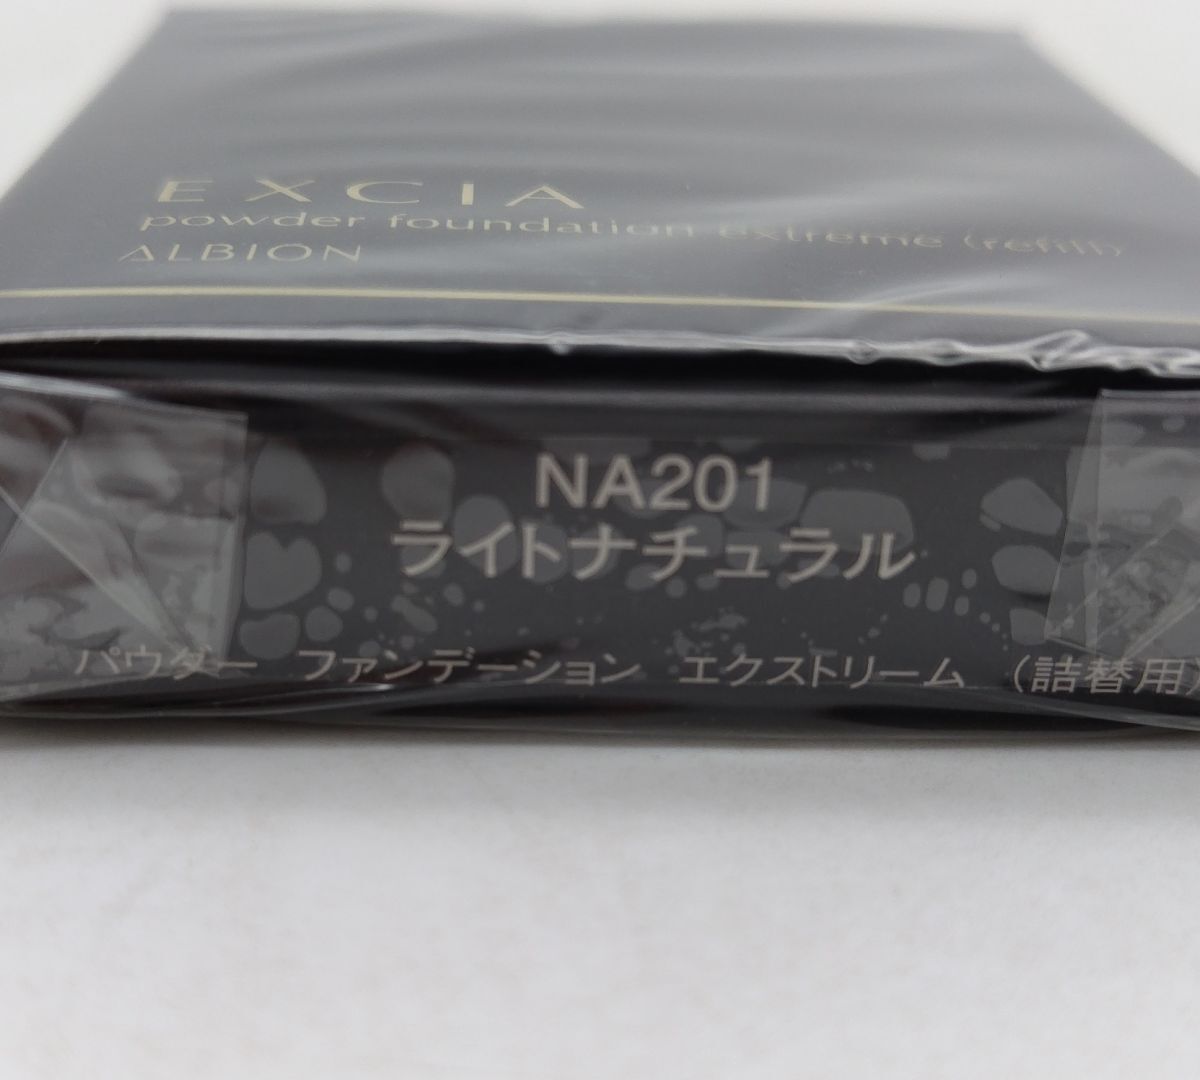 EXCIA
powder foundation extreme (refill)
ALBION
NA201
ライトナチュラル
パウダー ファンデーション エクストリーム (詰替用)